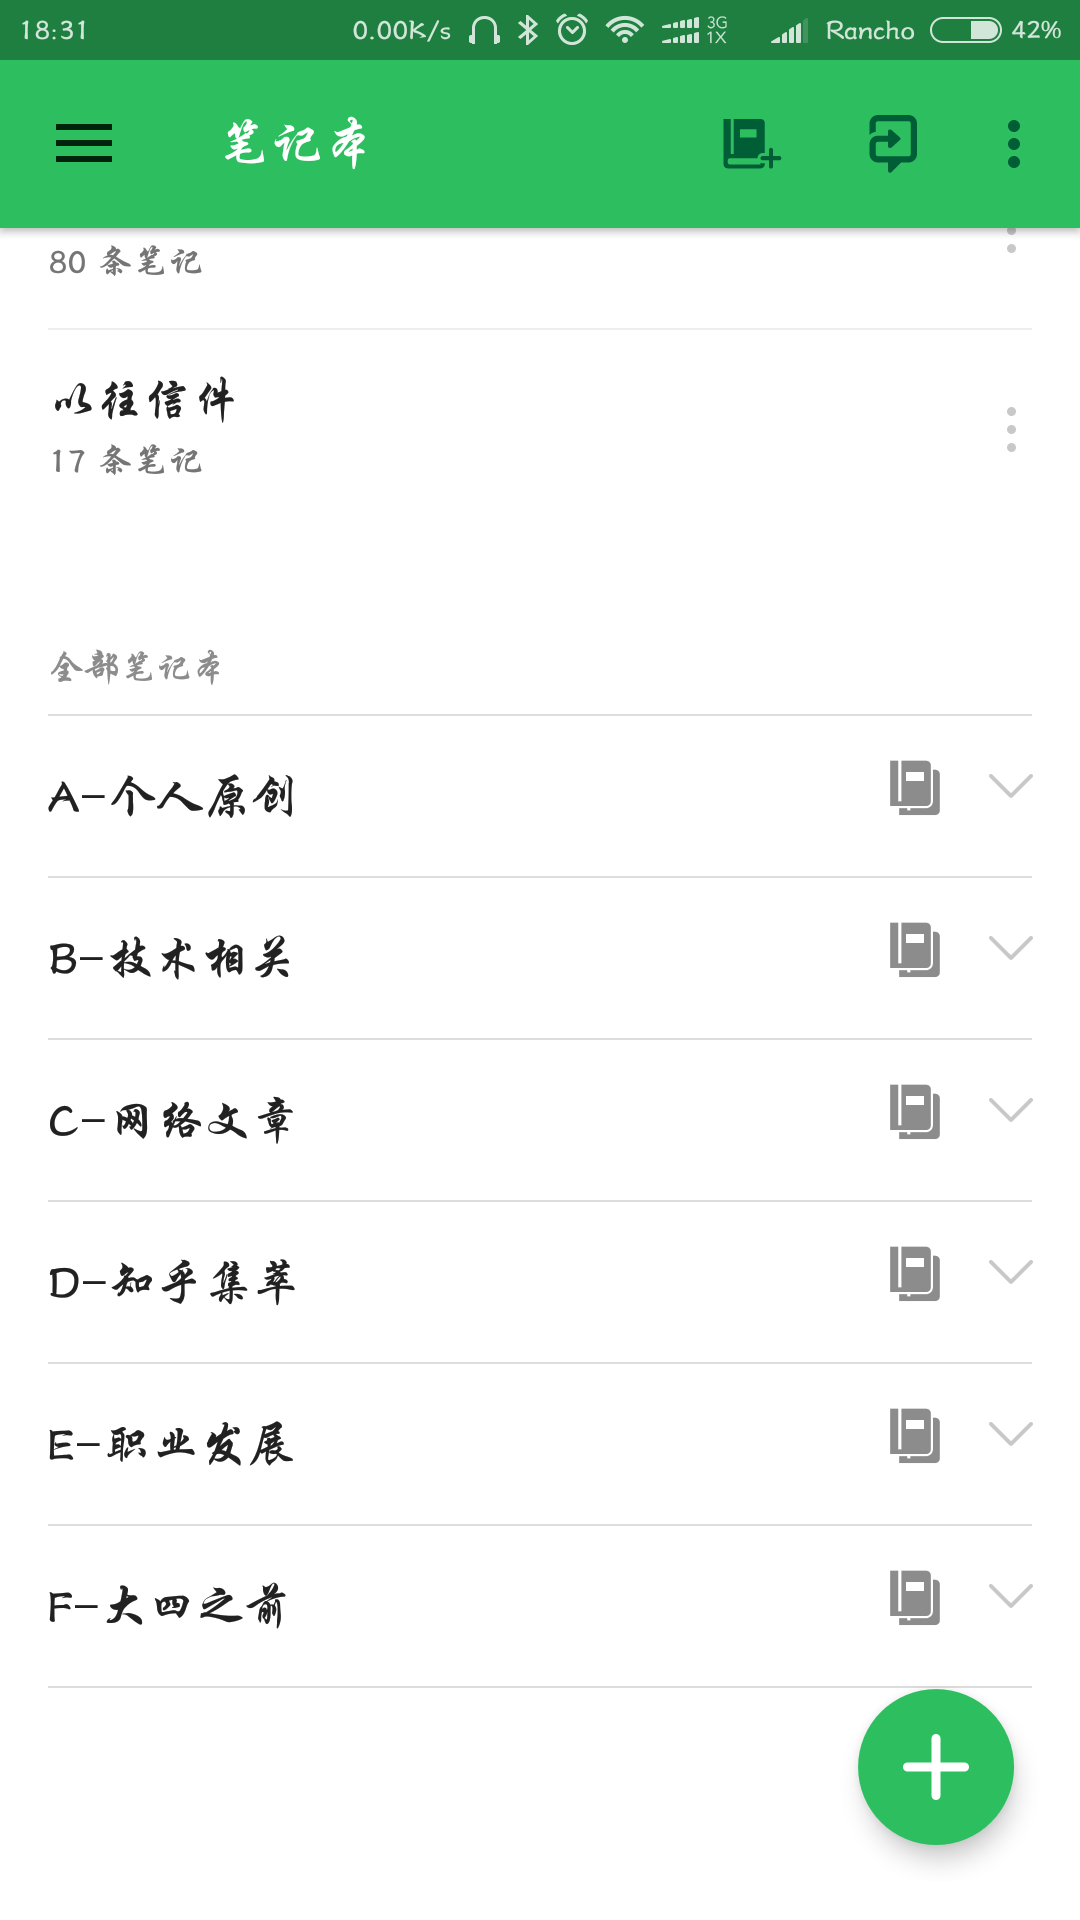 18:31 0.00K/s 3G 1X Rancho 42%
笔记本
80 条笔记
以往信件
17 条笔记
全部笔记本
A-个人原创
B-技术相关
C-网络文章
D-知乎集萃
E-职业发展
F-大四之前